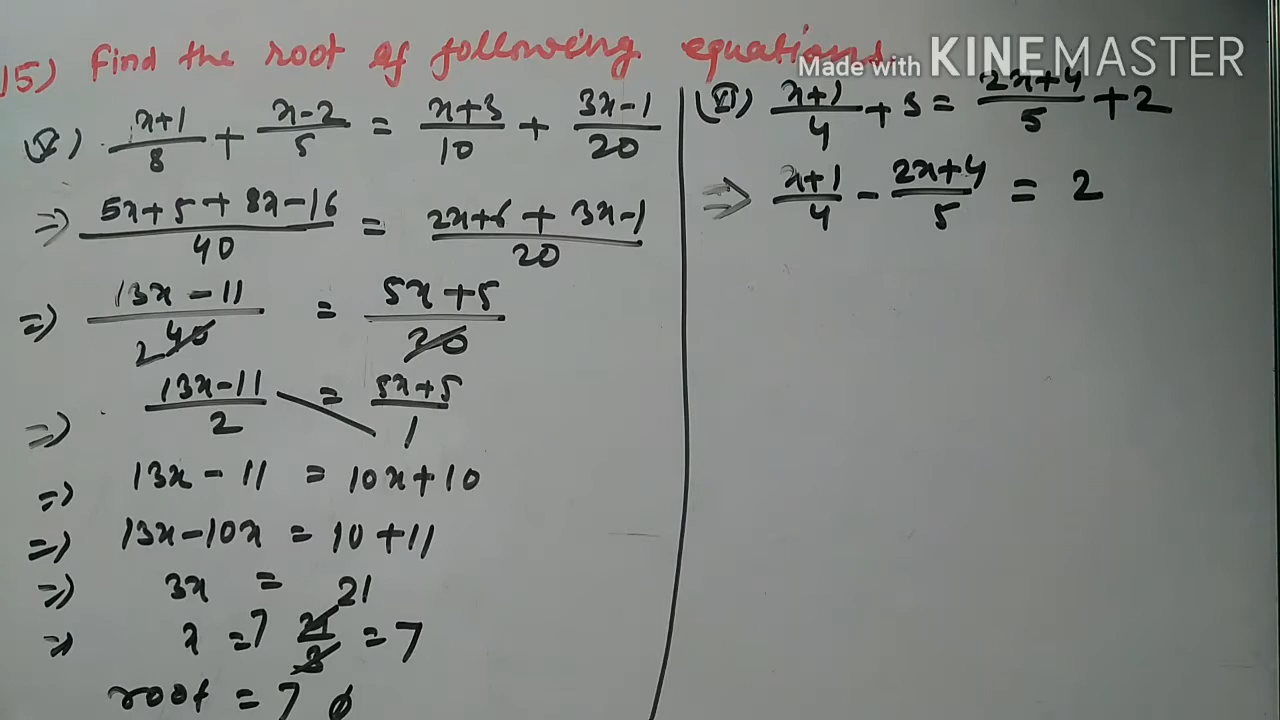 15) Find the root of following equations.
Made with KINEMASTER
(I) x+1/8 + x-2/5 = x+3/10 + 3x-1/20
=> 5x+5+8x-16/40 = 2x+6+3x-1/20
=> 13x-11/40 2 = 5x+5/20
=> 13x-11/2 = 5x+5/1
=> 13x-11 = 10x+10
=> 13x-10x = 10+11
=> 3x = 21
=> x = 7 21/3 = 7
root = 7
(II) x+1/4 + 3 = 2x+4/5 + 2
=> x+1/4 - 2x+4/5 = 2